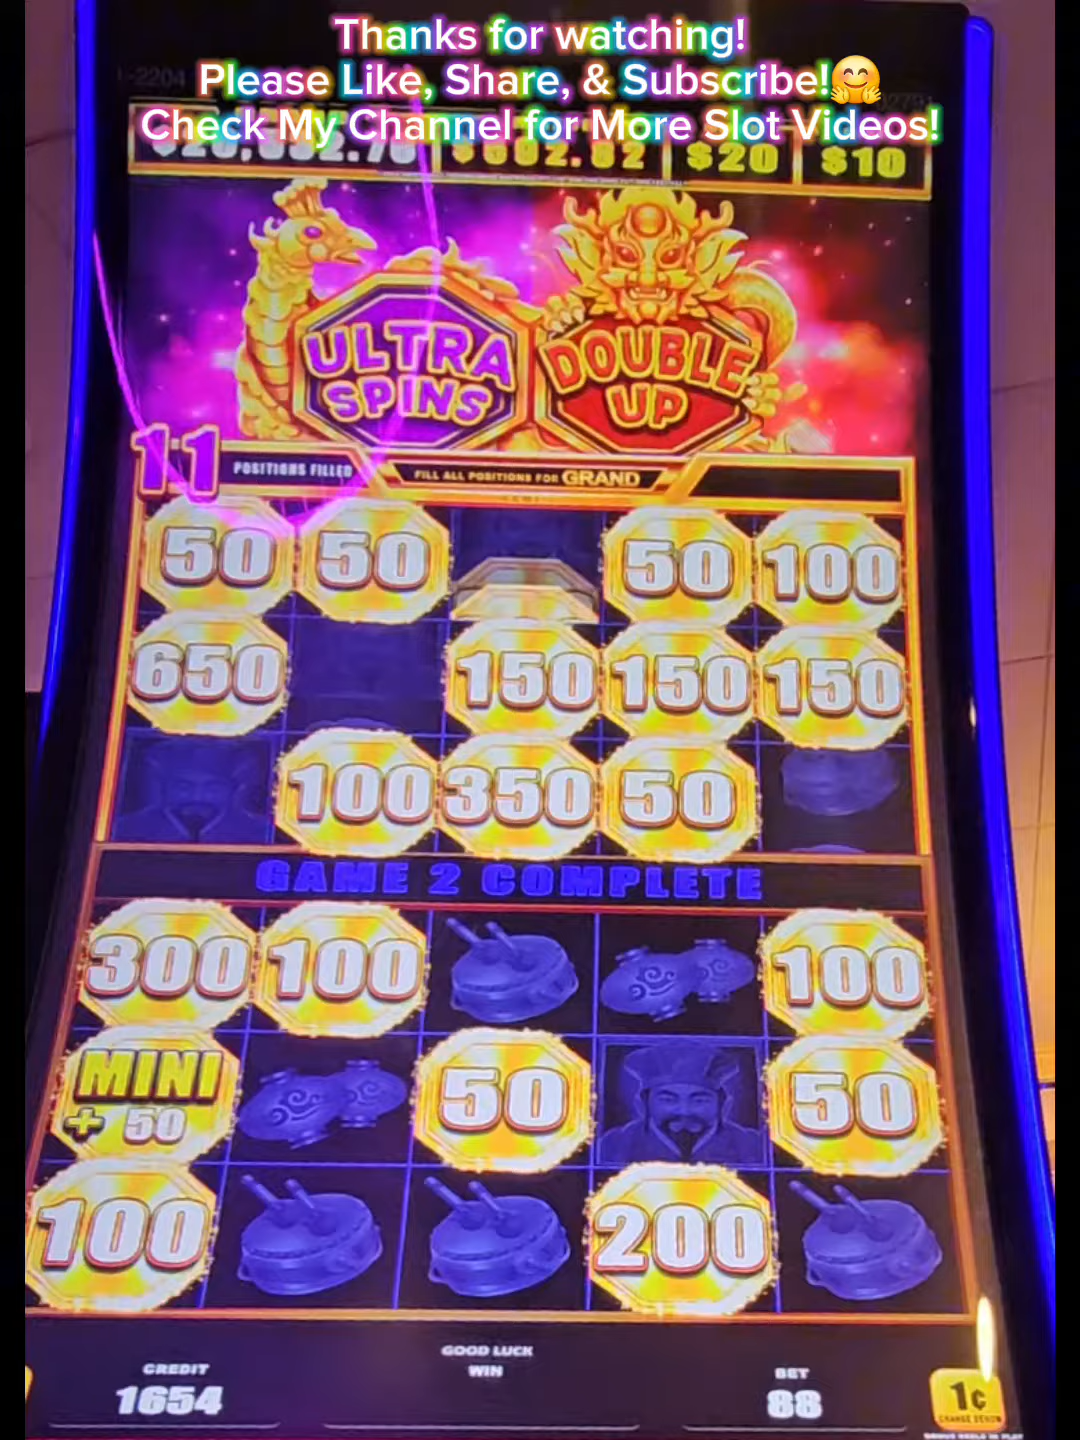 Thanks for watching!
Please Like, Share, & Subscribe!🤗
Check My Channel for More Slot Videos!
$20 $10
ULTRA SPINS
DOUBLE UP
11 POSITIONS FILLED FILL ALL POSITIONS FOR GRAND
50 50 50 100
650 150 150 150
100 350 50
GAME 2 COMPLETE
300 100 100
MINI + 50 50 50
100 200
GOOD LUCK
CREDIT WIN BET
1654 88 1¢
CHANGE DENOM